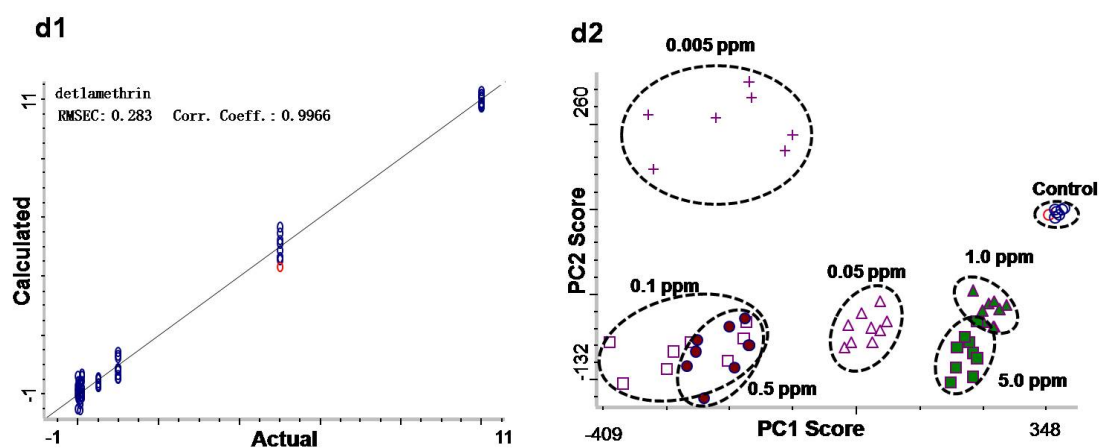 d1
det1amethrin
RMSEC: 0.283 Corr. Coeff.: 0.9966
11
Calculated
-1
-1
Actual
11
d2
0.005 ppm
260
Control
PC2 Score
1.0 ppm
0.05 ppm
0.1 ppm
-132
0.5 ppm
5.0 ppm
-409
PC1 Score
348